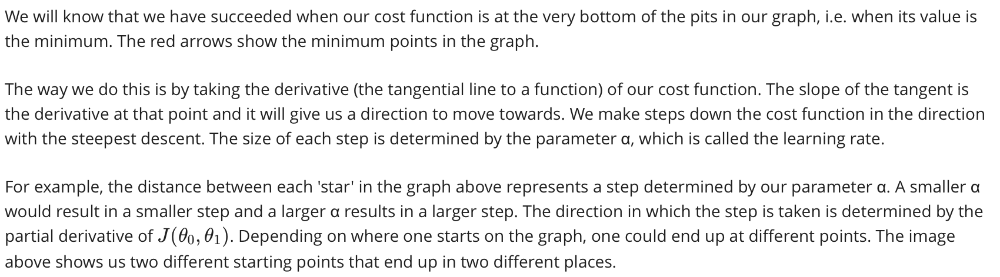 We will know that we have succeeded when our cost function is at the very bottom of the pits in our graph, i.e. when its value is
the minimum. The red arrows show the minimum points in the graph.
The way we do this is by taking the derivative (the tangential line to a function) of our cost function. The slope of the tangent is
the derivative at that point and it will give us a direction to move towards. We make steps down the cost function in the direction
with the steepest descent. The size of each step is determined by the parameter α, which is called the learning rate.
For example, the distance between each 'star' in the graph above represents a step determined by our parameter α. A smaller α
would result in a smaller step and a larger α results in a larger step. The direction in which the step is taken is determined by the
partial derivative of J(θ₀, θ₁). Depending on where one starts on the graph, one could end up at different points. The image
above shows us two different starting points that end up in two different places.